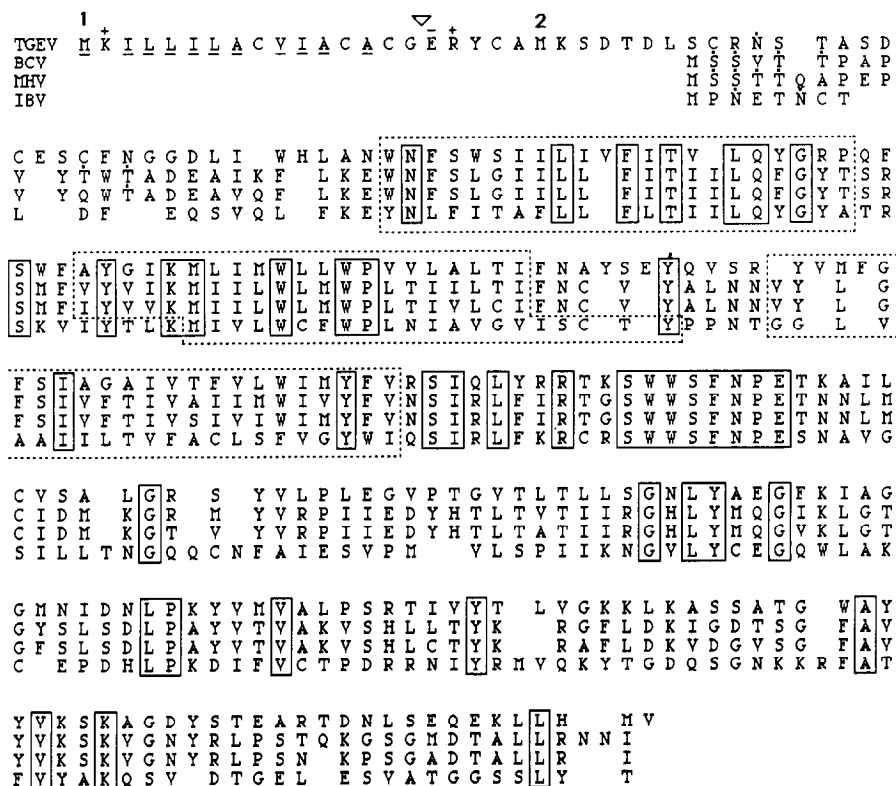 1 2
+ ▽ − +
TGEV M K I L L I L A C V I A C A C G E R Y C A M K S D T D L S C R N S T A S D
BCV M S S V T T P A P
MHV M S S T T Q A P E P
IBV M P N E T N C T
C E S C F N G G D L I W H L A N W N F S W S I I L I V F I T V L Q Y G R P Q F
V Y T W T A D E A I K F L K E W N F S L G I I L L F I T I I L Q F G Y T S R
V Y Q W T A D E A V Q F L K E W N F S L G I I L L F I T I I L Q F G Y T S R
L D F E Q S V Q L F K E Y N L F I T A F L L F L T I I L Q Y G Y A T R
S W F A Y G I K M L I M W L L W P V V L A L T I F N A Y S E Y Q V S R Y V M F G
S M F V Y V I K M I I L W L M W P L T I I L T I F N C V Y A L N N V Y L G
S M F I Y V V K M I I L W L M W P L T I V L C I F N C V Y A L N N V Y L G
S K V I Y T L K M I V L W C F W P L N I A V G V I S C T Y P P N T G G L V
F S I A G A I V T F V L W I M Y F V R S I Q L Y R R T K S W W S F N P E T K A I L
F S I V F T I V A I I M W I V Y F V N S I R L F I R T G S W W S F N P E T N N L M
F S I V F T I V S I V I W I M Y F V N S I R L F I R T G S W W S F N P E T N N L M
A A I I L T V F A C L S F V G Y W I Q S I R L F K R C R S W W S F N P E S N A V G
C V S A L G R S Y V L P L E G V P T G V T L T L L S G N L Y A E G F K I A G
C I D M K G R M Y V R P I I E D Y H T L T V T I I R G H L Y M Q G I K L G T
C I D M K G T V Y V R P I I E D Y H T L T A T I I R G H L Y M Q G V K L G T
S I L L T N G Q Q C N F A I E S V P M V L S P I I K N G V L Y C E G Q W L A K
G M N I D N L P K Y V M V A L P S R T I V Y T L V G K K L K A S S A T G W A Y
G Y S L S D L P A Y V T V A K V S H L L T Y K R G F L D K I G D T S G F A V
G F S L S D L P A Y V T V A K V S H L C T Y K R A F L D K V D G V S G F A V
C E P D H L P K D I F V C T P D R R N I Y R M V Q K Y T G D Q S G N K K R F A T
Y V K S K A G D Y S T E A R T D N L S E Q E K L L H M V
Y V K S K V G N Y R L P S T Q K G S G M D T A L L R N N I
Y V K S K V G N Y R L P S N K P S G A D T A L L R I
F V Y A K Q S V D T G E L E S V A T G G S S L Y T